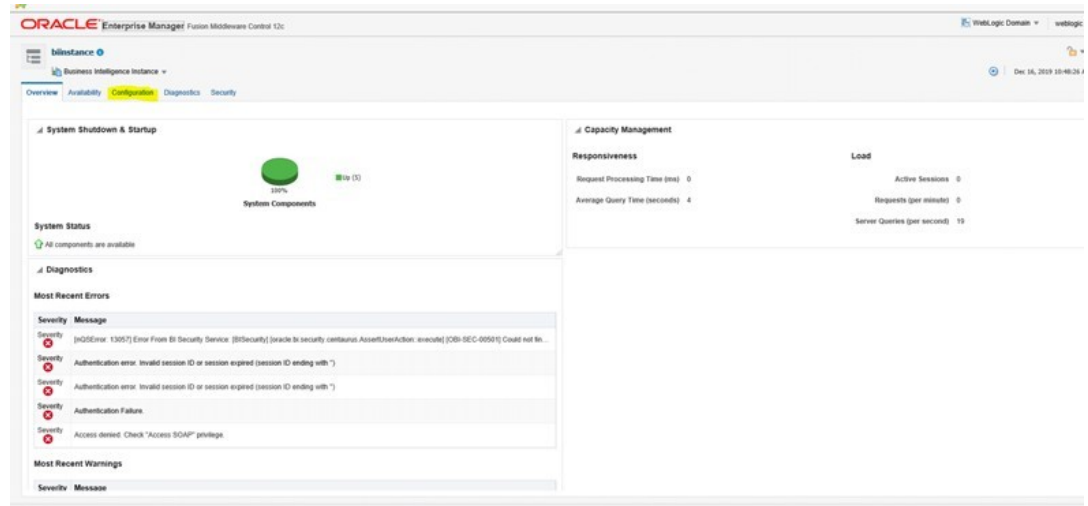 ORACLE Enterprise Manager Fusion Middleware Control 12c
WebLogic Domain weblogic
biinstance
Business Intelligence Instance
Dec 16, 2019 10:48:26 A
Overview Availability Configuration Diagnostics Security
System Shutdown & Startup
Up (5)
100%
System Components
System Status
All components are available
Capacity Management
Responsiveness
Load
Request Processing Time (ms) 0
Active Sessions 0
Average Query Time (seconds) 4
Requests (per minute) 0
Server Queries (per second) 19
Diagnostics
Most Recent Errors
Severity Message
Severity
[nQSError: 13057] Error From BI Security Service: [BISecurity] [oracle.bi.security.centaurus.AssertUserAction::execute] [OBI-SEC-00501] Could not fin...
Severity
Authentication error. Invalid session ID or session expired (session ID ending with '')
Severity
Authentication error. Invalid session ID or session expired (session ID ending with '')
Severity
Authentication Failure.
Severity
Access denied. Check "Access SOAP" privilege.
Most Recent Warnings
Severity Message